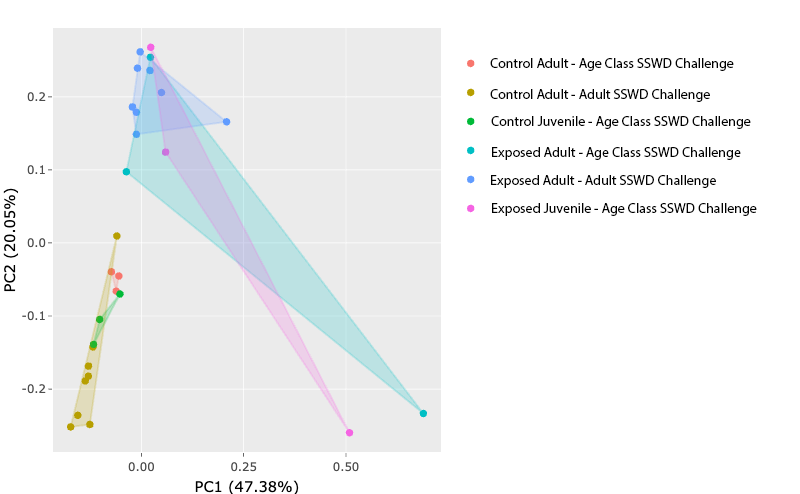 Control Adult - Age Class SSWD Challenge
Control Adult - Adult SSWD Challenge
Control Juvenile - Age Class SSWD Challenge
Exposed Adult - Age Class SSWD Challenge
Exposed Adult - Adult SSWD Challenge
Exposed Juvenile - Age Class SSWD Challenge
PC2 (20.05%)
0.2
0.1
0.0
-0.1
-0.2
0.00 0.25 0.50
PC1 (47.38%)